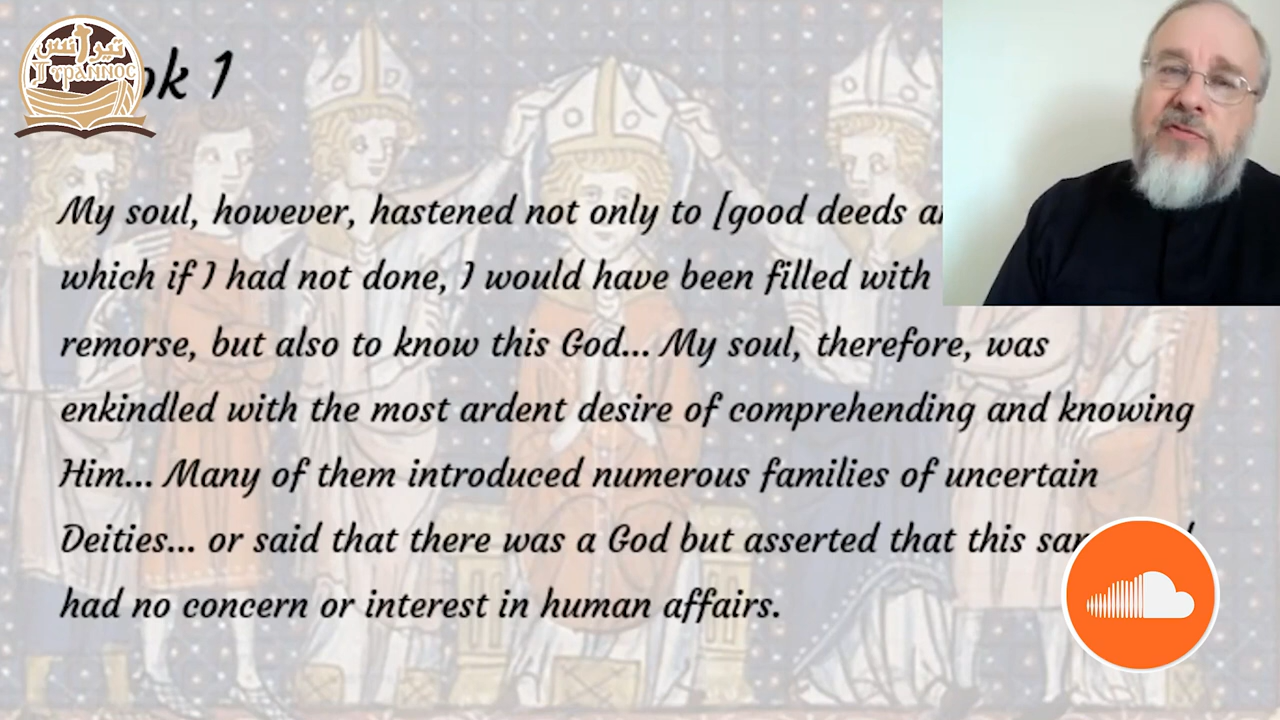 تيرانس
Τυραννος
ok 1
My soul, however, hastened not only to [good deeds
which if I had not done, I would have been filled with
remorse, but also to know this God... My soul, therefore, was
enkindled with the most ardent desire of comprehending and knowing
Him... Many of them introduced numerous families of uncertain
Deities... or said that there was a God but asserted that this
had no concern or interest in human affairs.